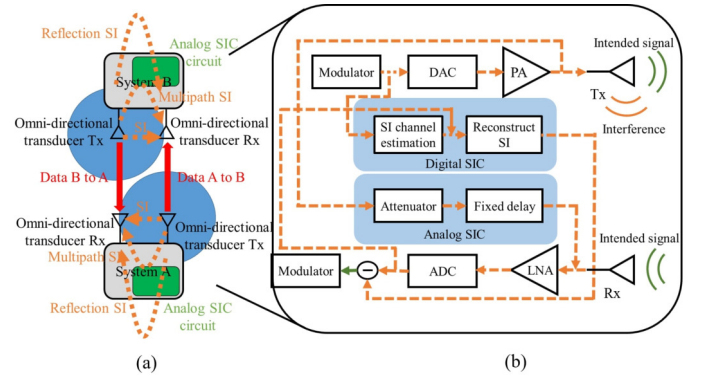 Reflection SI
Analog SIC
circuit
System B
Multipath SI
Omni-directional
transducer Tx
SI
Omni-directional
transducer Rx
Data B to A
Data A to B
Omni-directional
transducer Rx
SI
Omni-directional
transducer Tx
Multipath SI
System A
Reflection SI
Analog SIC
circuit
(a)
Modulator
DAC
PA
Intended signal
Tx
Interference
SI channel
estimation
Reconstruct
SI
Digital SIC
Attenuator
Fixed delay
Analog SIC
Intended signal
Modulator
ADC
LNA
Rx
(b)